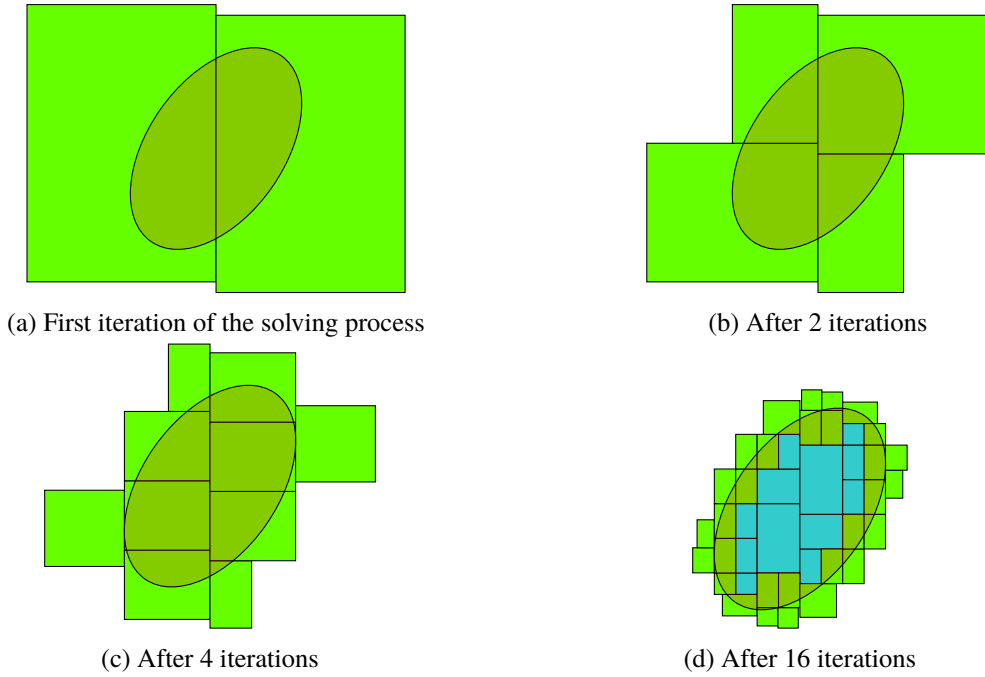 (a) First iteration of the solving process
(b) After 2 iterations
(c) After 4 iterations
(d) After 16 iterations